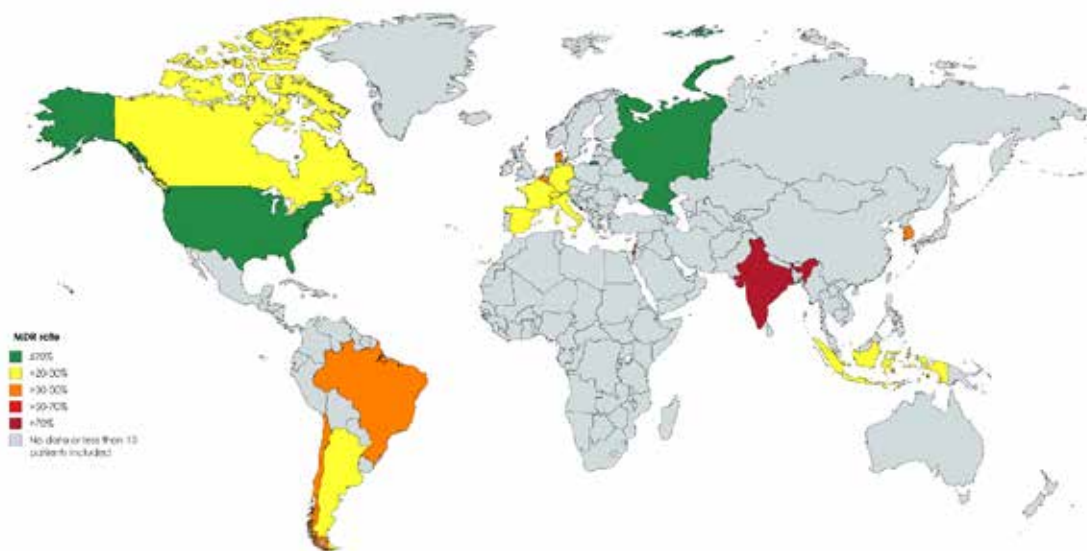 MDR rate
≤20%
>20-30%
>30-50%
>50-70%
>70%
No data or less than 10
patients included